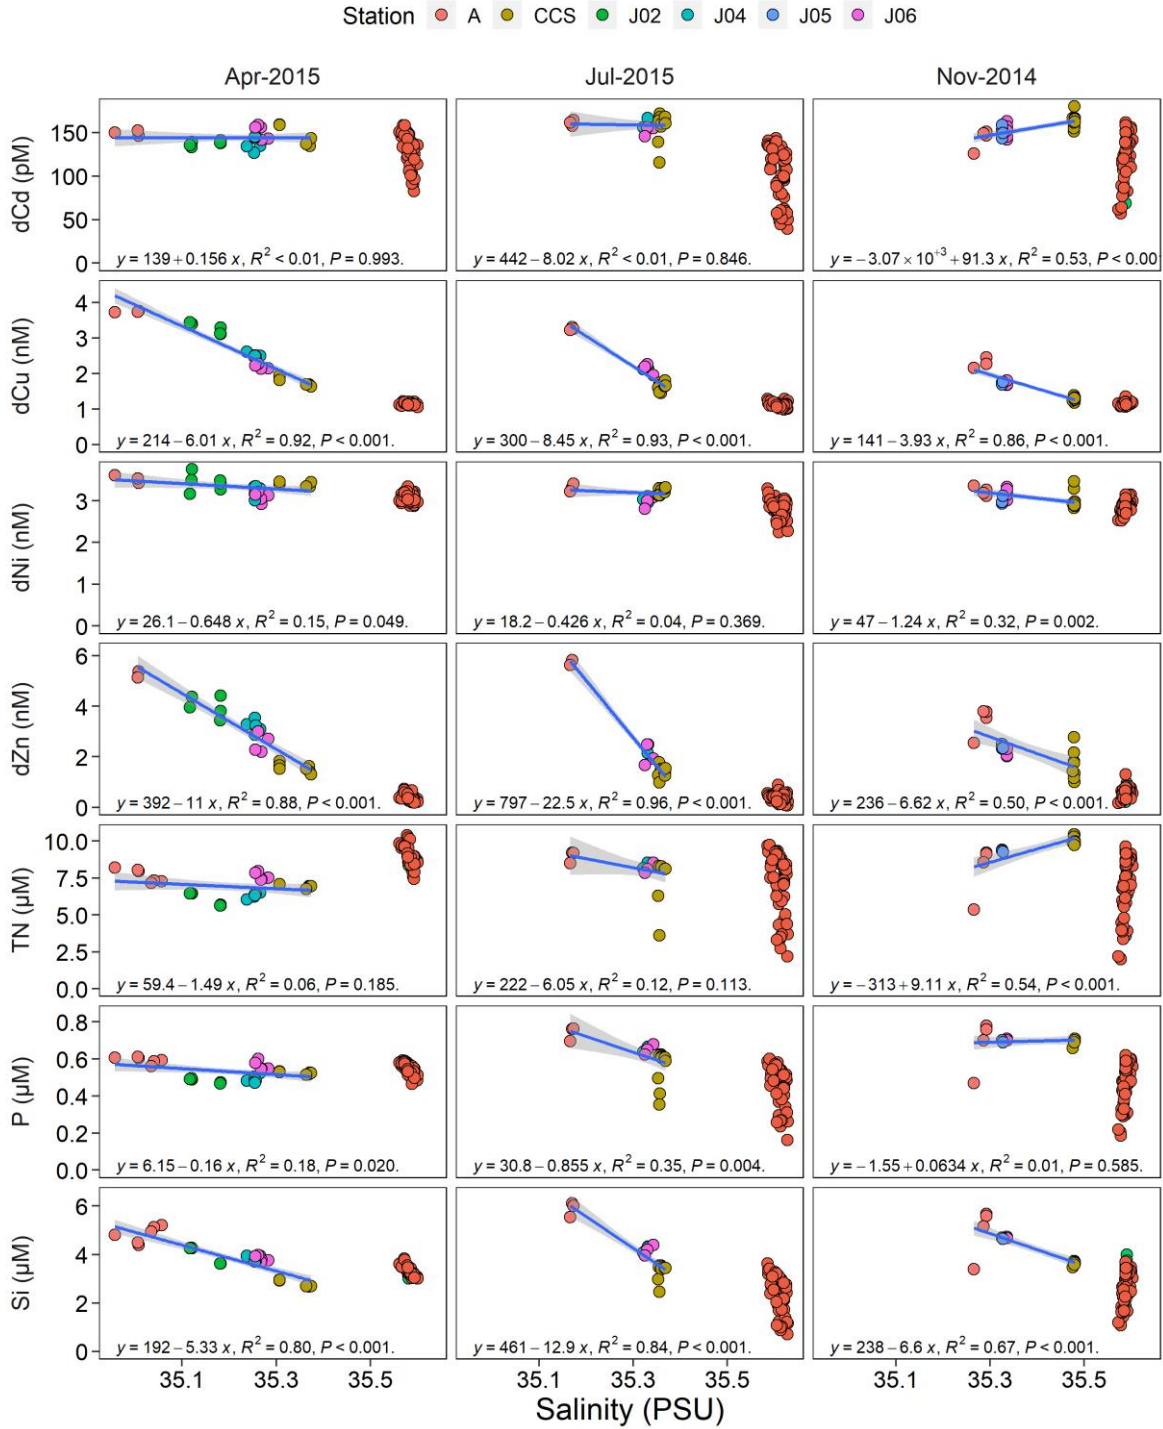 Station A CCS J02 J04 J05 J06
Apr-2015 Jul-2015 Nov-2014
dCd (pM)
150
100
50
0
y = 139 + 0.156 x, R² < 0.01, P = 0.993.
y = 442 − 8.02 x, R² < 0.01, P = 0.846.
y = −3.07 × 10⁺³ + 91.3 x, R² = 0.53, P < 0.00
dCu (nM)
4
3
2
1
0
y = 214 − 6.01 x, R² = 0.92, P < 0.001.
y = 300 − 8.45 x, R² = 0.93, P < 0.001.
y = 141 − 3.93 x, R² = 0.86, P < 0.001.
dNi (nM)
3
2
1
0
y = 26.1 − 0.648 x, R² = 0.15, P = 0.049.
y = 18.2 − 0.426 x, R² = 0.04, P = 0.369.
y = 47 − 1.24 x, R² = 0.32, P = 0.002.
dZn (nM)
6
4
2
0
y = 392 − 11 x, R² = 0.88, P < 0.001.
y = 797 − 22.5 x, R² = 0.96, P < 0.001.
y = 236 − 6.62 x, R² = 0.50, P < 0.001.
TN (µM)
10.0
7.5
5.0
2.5
0.0
y = 59.4 − 1.49 x, R² = 0.06, P = 0.185.
y = 222 − 6.05 x, R² = 0.12, P = 0.113.
y = −313 + 9.11 x, R² = 0.54, P < 0.001.
P (µM)
0.8
0.6
0.4
0.2
0.0
y = 6.15 − 0.16 x, R² = 0.18, P = 0.020.
y = 30.8 − 0.855 x, R² = 0.35, P = 0.004.
y = −1.55 + 0.0634 x, R² = 0.01, P = 0.585.
Si (µM)
6
4
2
0
y = 192 − 5.33 x, R² = 0.80, P < 0.001.
y = 461 − 12.9 x, R² = 0.84, P < 0.001.
y = 238 − 6.6 x, R² = 0.67, P < 0.001.
35.1 35.3 35.5 35.1 35.3 35.5 35.1 35.3 35.5
Salinity (PSU)